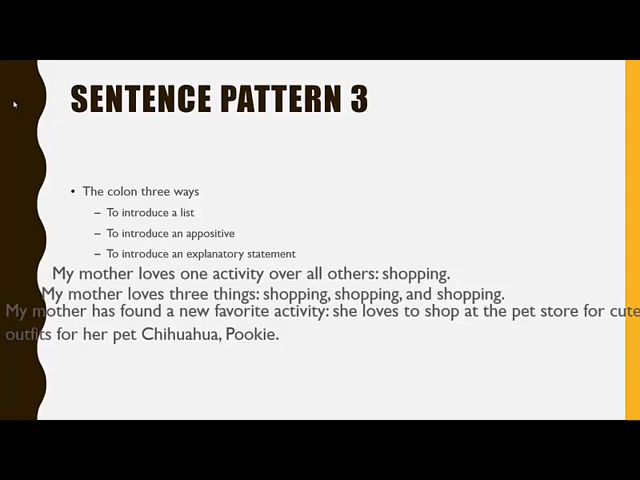 SENTENCE PATTERN 3
• The colon three ways
– To introduce a list
– To introduce an appositive
– To introduce an explanatory statement
My mother loves one activity over all others: shopping.
My mother loves three things: shopping, shopping, and shopping.
My mother has found a new favorite activity: she loves to shop at the pet store for cute
outfits for her pet Chihuahua, Pookie.